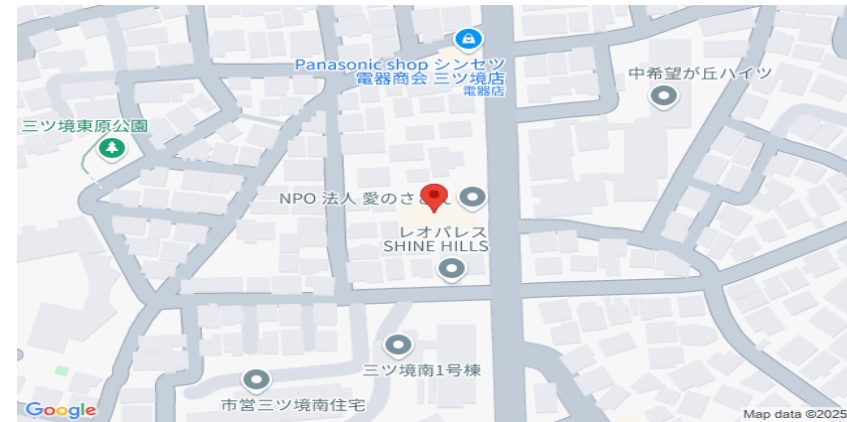 Panasonic shop シンセツ
電器商会 三ツ境店
電器店
中希望が丘ハイツ
三ツ境東原公園
NPO 法人 愛のさ
レオパレス
SHINE HILLS
三ツ境南1号棟
市営三ツ境南住宅
Google
Map data ©2025